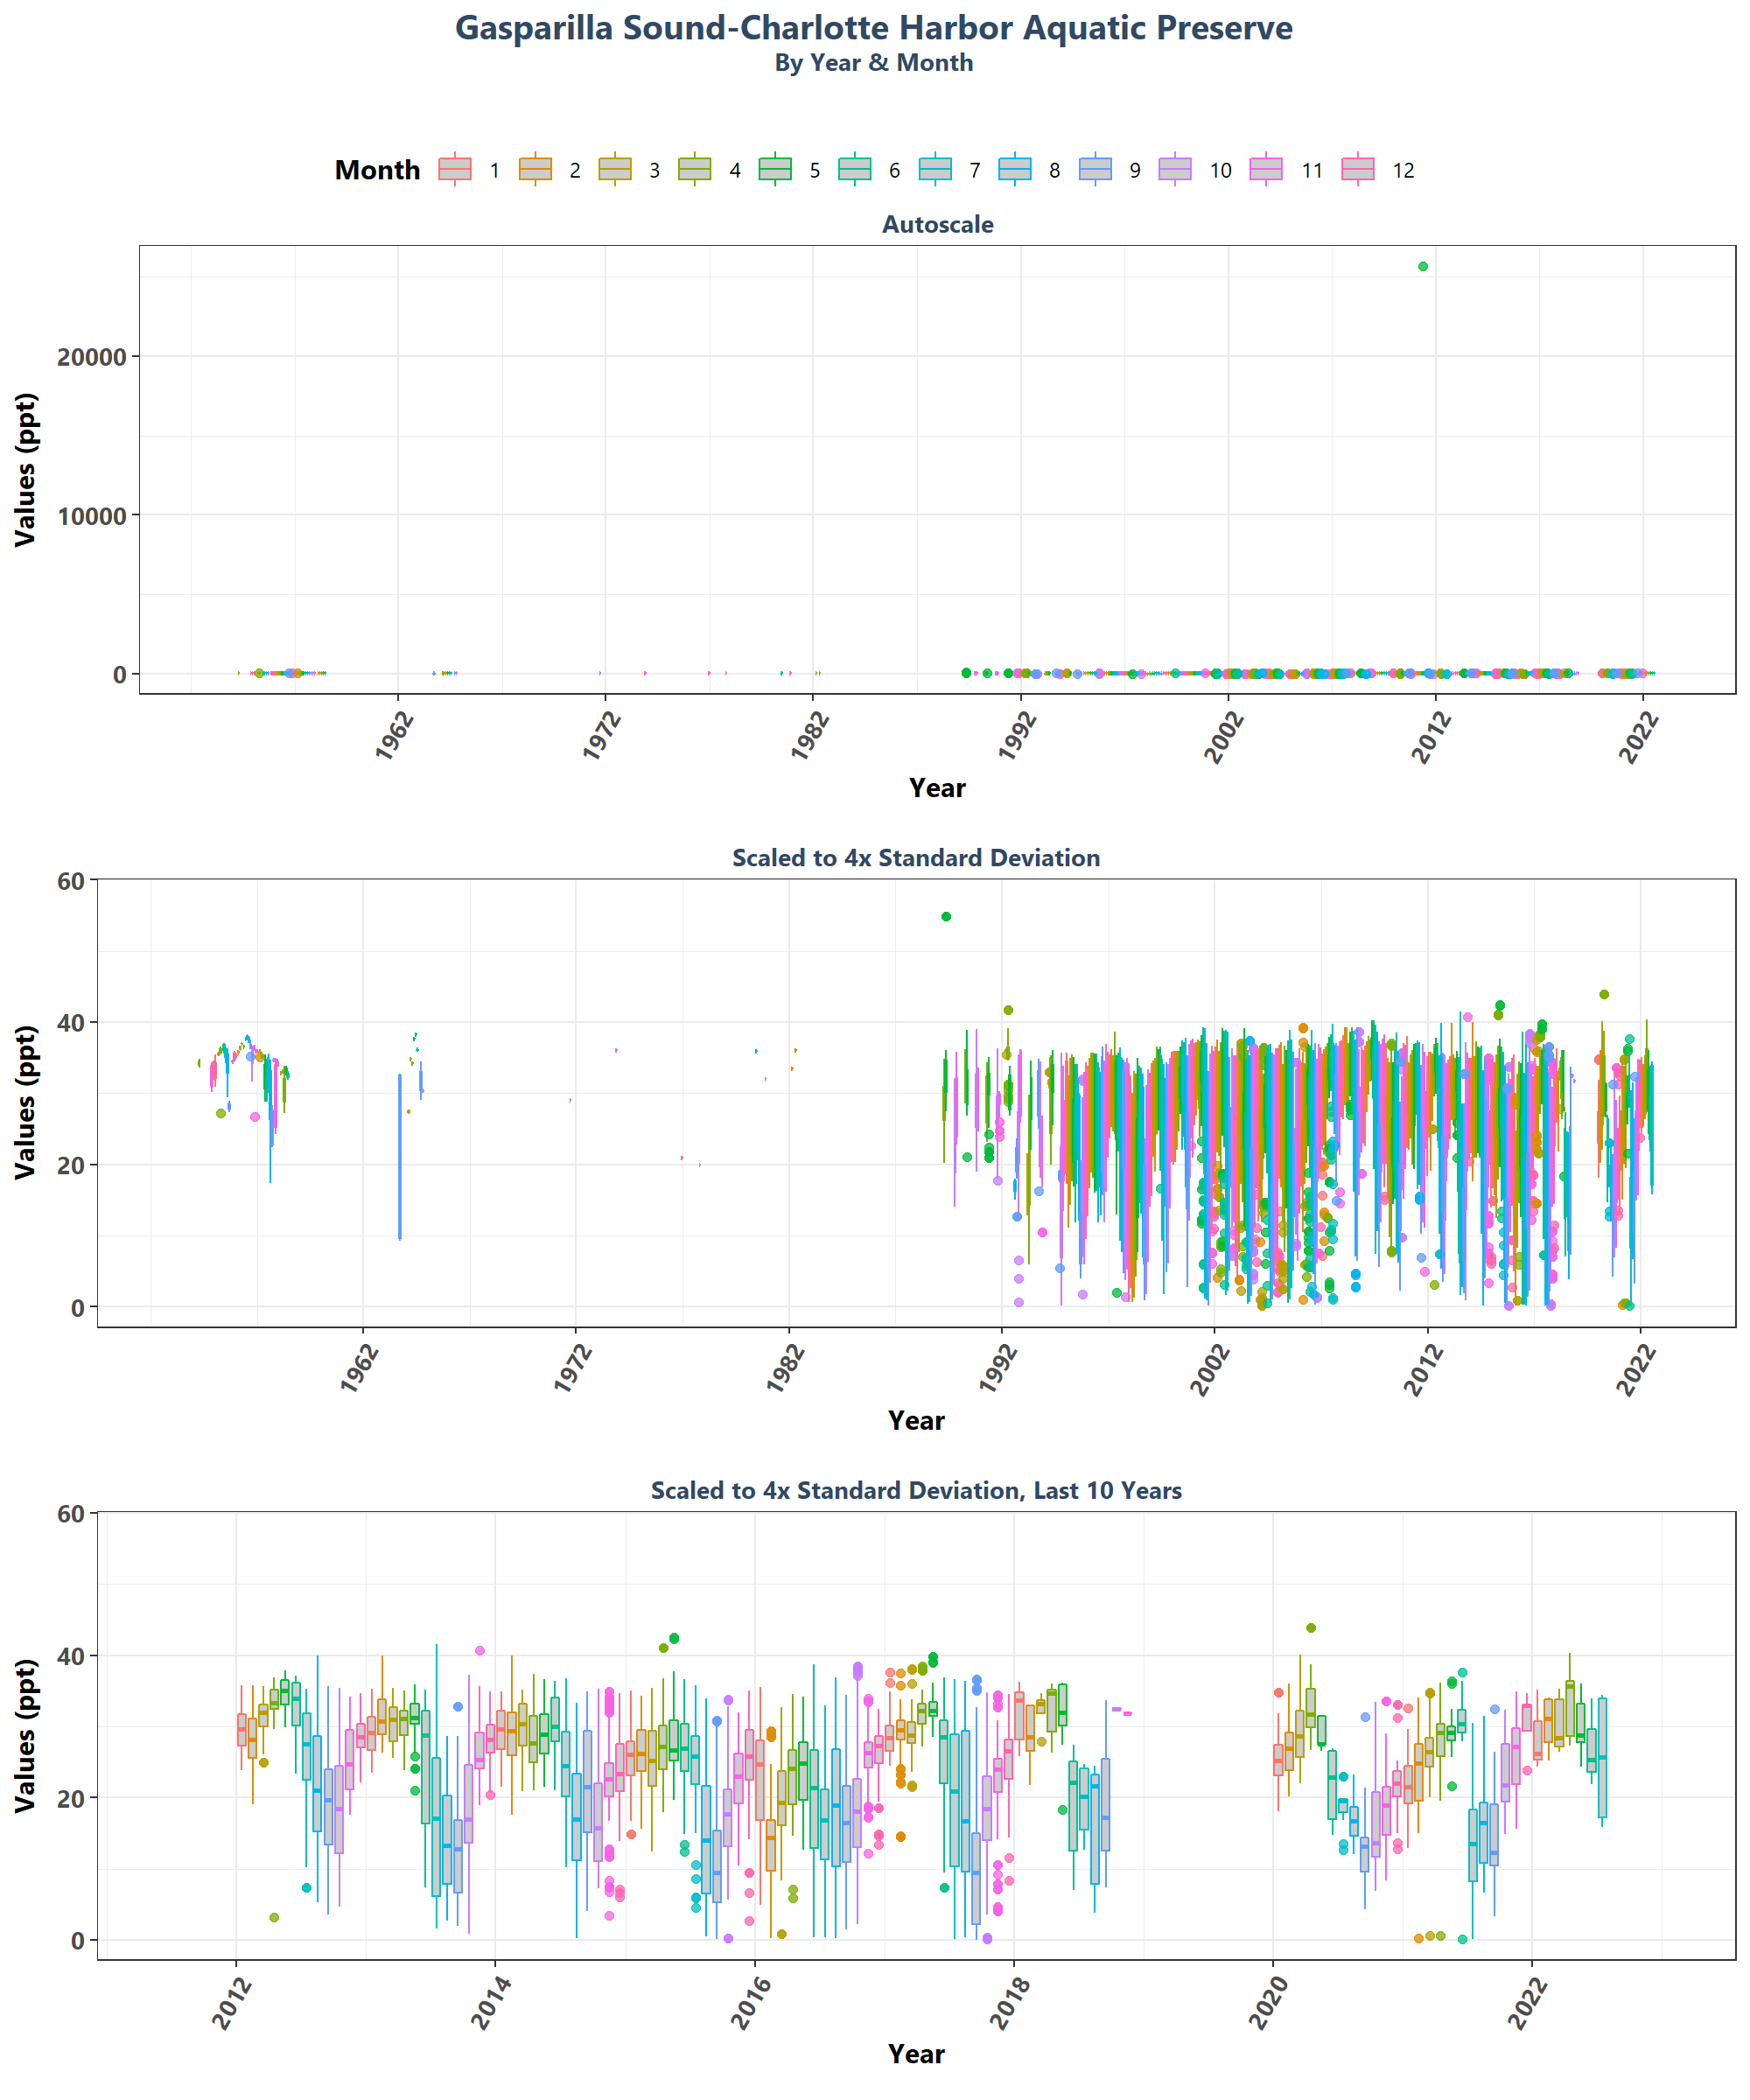 Gasparilla Sound-Charlotte Harbor Aquatic Preserve
By Year & Month
Month 1 2 3 4 5 6 7 8 9 10 11 12
Autoscale
Values (ppt)
20000
10000
0
1962 1972 1982 1992 2002 2012 2022
Year
Scaled to 4x Standard Deviation
Values (ppt)
60
40
20
0
1962 1972 1982 1992 2002 2012 2022
Year
Scaled to 4x Standard Deviation, Last 10 Years
Values (ppt)
60
40
20
0
2012 2014 2016 2018 2020 2022
Year